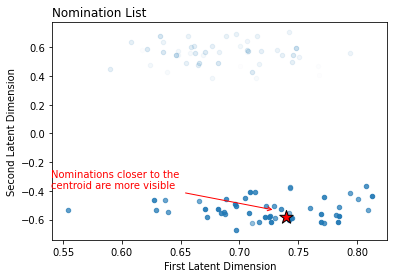 Nomination List
0.6
0.4
0.2
0.0
−0.2
−0.4
−0.6
Second Latent Dimension
Nominations closer to the
centroid are more visible
0.55
0.60
0.65
0.70
0.75
0.80
First Latent Dimension